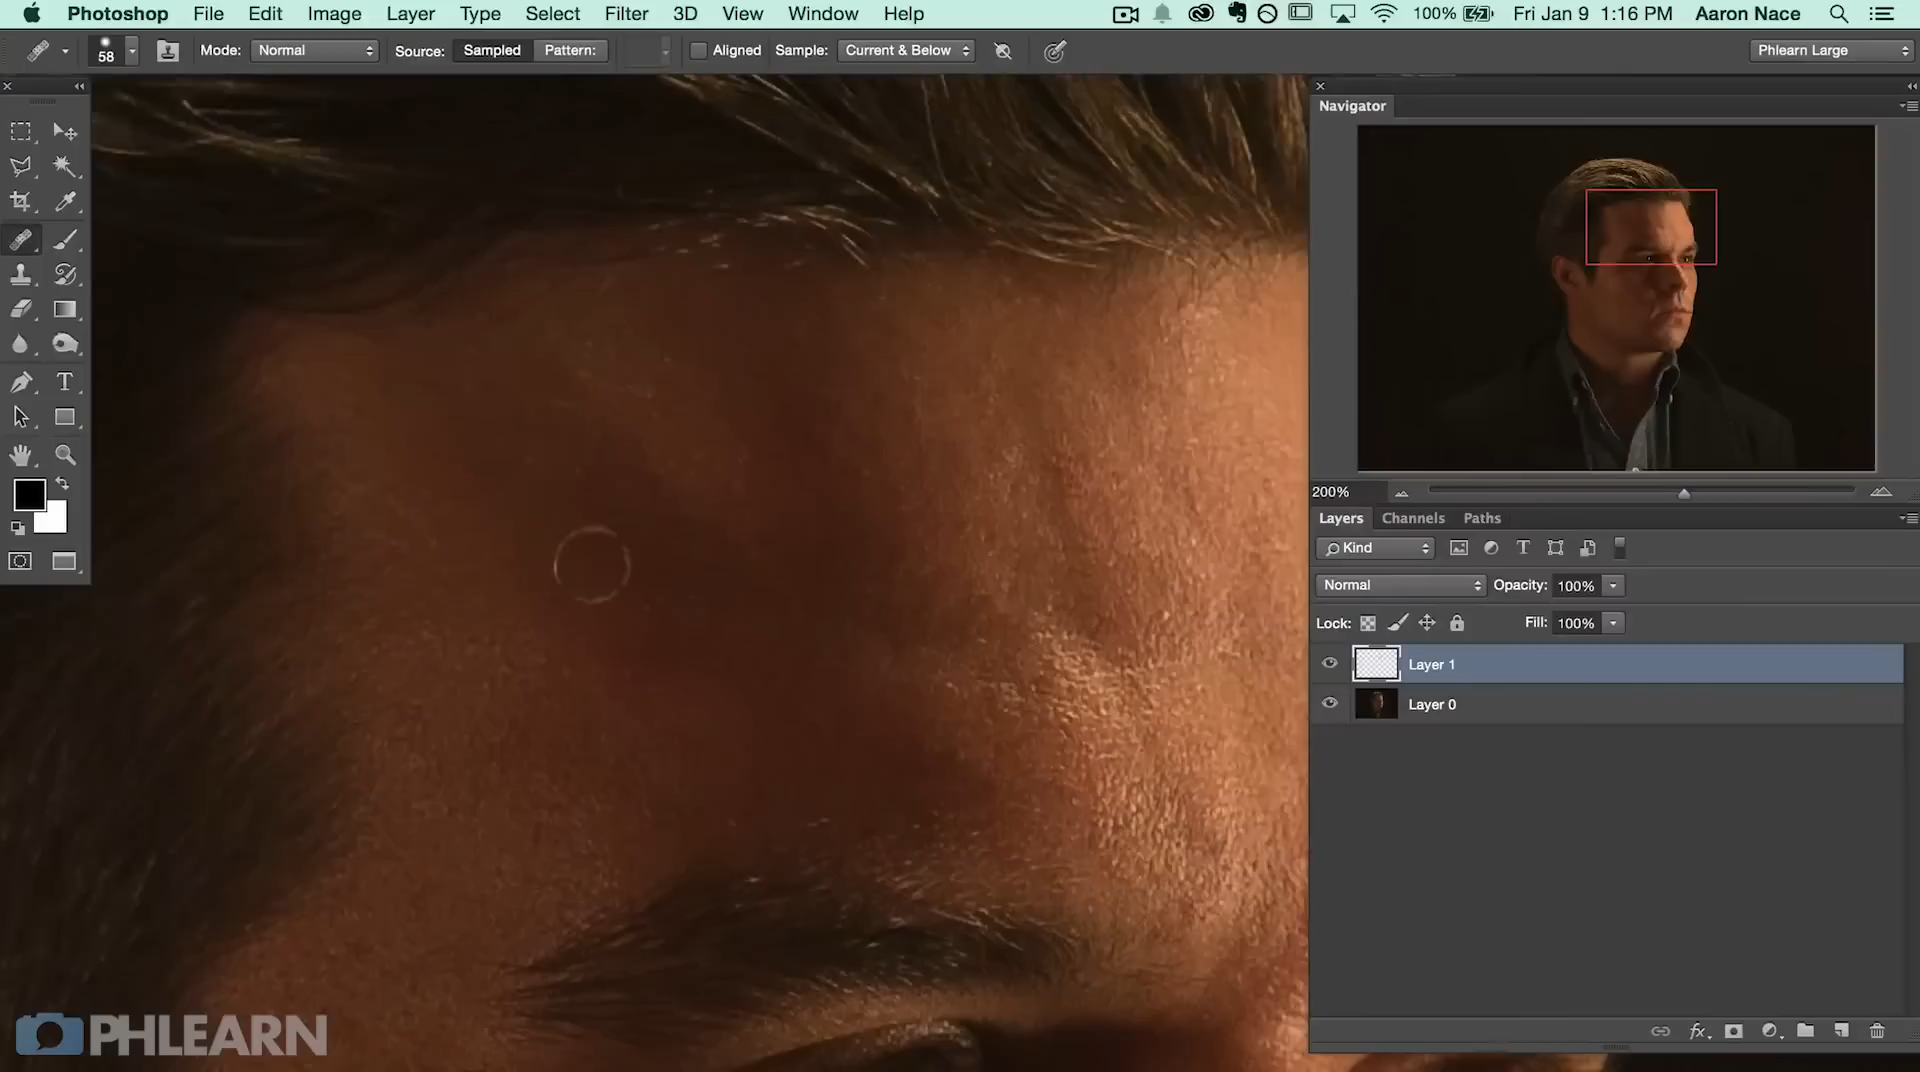 Photoshop File Edit Image Layer Type Select Filter 3D View Window Help 100% Fri Jan 9 1:16 PM Aaron Nace
58 Mode: Normal Source: Sampled Pattern: Aligned Sample: Current & Below Phlearn Large
Navigator
200%
Layers Channels Paths
Kind
Normal Opacity: 100%
Lock: Fill: 100%
Layer 1
Layer 0
fx
PHLEARN